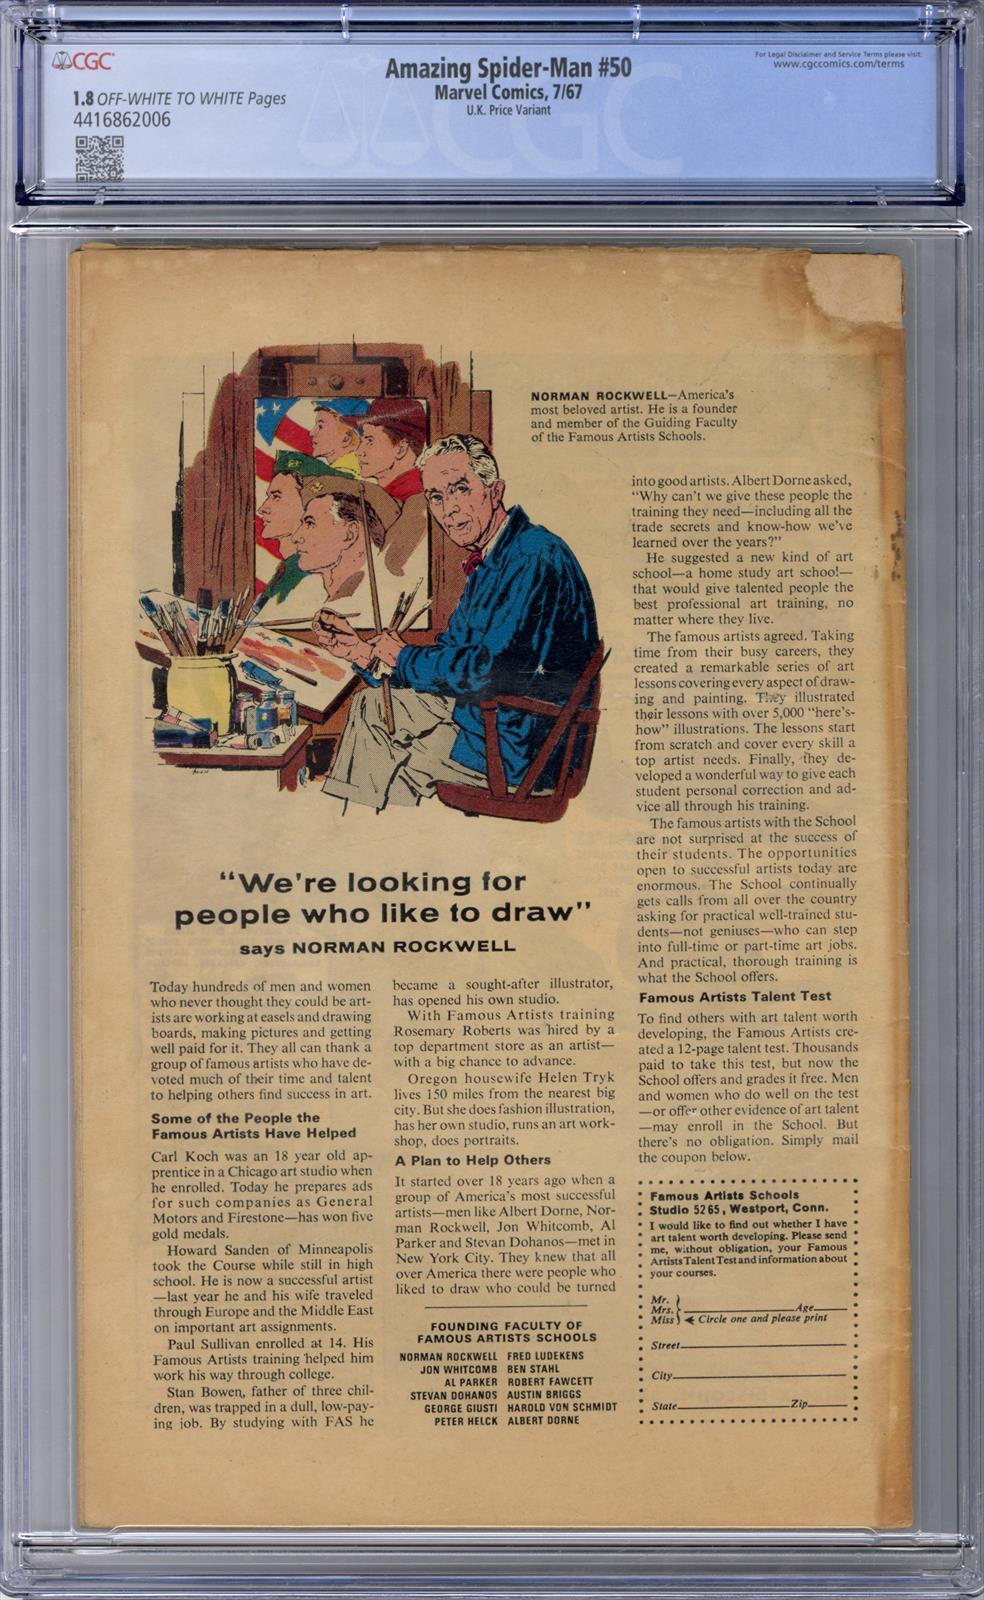 CGC
1.8 OFF-WHITE TO WHITE Pages
4416862006
Amazing Spider-Man #50
Marvel Comics, 7/67
U.K. Price Variant
For Legal Disclaimer and Service Terms please visit:
www.cgccomics.com/terms
CGC
NORMAN ROCKWELL—America's
most beloved artist. He is a founder
and member of the Guiding Faculty
of the Famous Artists Schools.
"We're looking for
people who like to draw"
says NORMAN ROCKWELL
Today hundreds of men and women
who never thought they could be art-
ists are working at easels and drawing
boards, making pictures and getting
well paid for it. They all can thank a
group of famous artists who have de-
voted much of their time and talent
to helping others find success in art.
Some of the People the
Famous Artists Have Helped
Carl Koch was an 18 year old ap-
prentice in a Chicago art studio when
he enrolled. Today he prepares ads
for such companies as General
Motors and Firestone—has won five
gold medals.
Howard Sanden of Minneapolis
took the Course while still in high
school. He is now a successful artist
—last year he and his wife traveled
through Europe and the Middle East
on important art assignments.
Paul Sullivan enrolled at 14. His
Famous Artists training helped him
work his way through college.
Stan Bowen, father of three chil-
dren, was trapped in a dull, low-pay-
ing job. By studying with FAS he
became a sought-after illustrator,
has opened his own studio.
With Famous Artists training
Rosemary Roberts was hired by a
top department store as an artist—
with a big chance to advance.
Oregon housewife Helen Tryk
lives 150 miles from the nearest big
city. But she does fashion illustration,
has her own studio, runs an art work-
shop, does portraits.
A Plan to Help Others
It started over 18 years ago when a
group of America's most successful
artists—men like Albert Dorne, Nor-
man Rockwell, Jon Whitcomb, Al
Parker and Stevan Dohanos—met in
New York City. They knew that all
over America there were people who
liked to draw who could be turned
FOUNDING FACULTY OF
FAMOUS ARTISTS SCHOOLS
NORMAN ROCKWELL FRED LUDEKENS
JON WHITCOMB BEN STAHL
AL PARKER ROBERT FAWCETT
STEVAN DOHANOS AUSTIN BRIGGS
GEORGE GIUSTI HAROLD VON SCHMIDT
PETER HELCK ALBERT DORNE
into good artists. Albert Dorne asked,
"Why can't we give these people the
training they need—including all the
trade secrets and know-how we've
learned over the years?"
He suggested a new kind of art
school—a home study art school—
that would give talented people the
best professional art training, no
matter where they live.
The famous artists agreed. Taking
time from their busy careers, they
created a remarkable series of art
lessons covering every aspect of draw-
ing and painting. They illustrated
their lessons with over 5,000 "here's-
how" illustrations. The lessons start
from scratch and cover every skill a
top artist needs. Finally, they de-
veloped a wonderful way to give each
student personal correction and ad-
vice all through his training.
The famous artists with the School
are not surprised at the success of
their students. The opportunities
open to successful artists today are
enormous. The School continually
gets calls from all over the country
asking for practical well-trained stu-
dents—not geniuses—who can step
into full-time or part-time art jobs.
And practical, thorough training is
what the School offers.
Famous Artists Talent Test
To find others with art talent worth
developing, the Famous Artists cre-
ated a 12-page talent test. Thousands
paid to take this test, but now the
School offers and grades it free. Men
and women who do well on the test
—or offer other evidence of art talent
—may enroll in the School. But
there's no obligation. Simply mail
the coupon below.
Famous Artists Schools
Studio 5265, Westport, Conn.
I would like to find out whether I have
art talent worth developing. Please send
me, without obligation, your Famous
Artists Talent Test and information about
your courses.
Mr.
Mrs. Age
Miss Circle one and please print
Street
City
State Zip